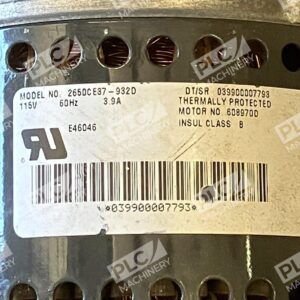 MODEL NO. 2650CE37-932D DT/SR 039900007793
115V 60Hz 3.9A THERMALLY PROTECTED
MOTOR NO 608970D
INSUL CLASS B
E46046
*039900007793*
PLC MACHINERY